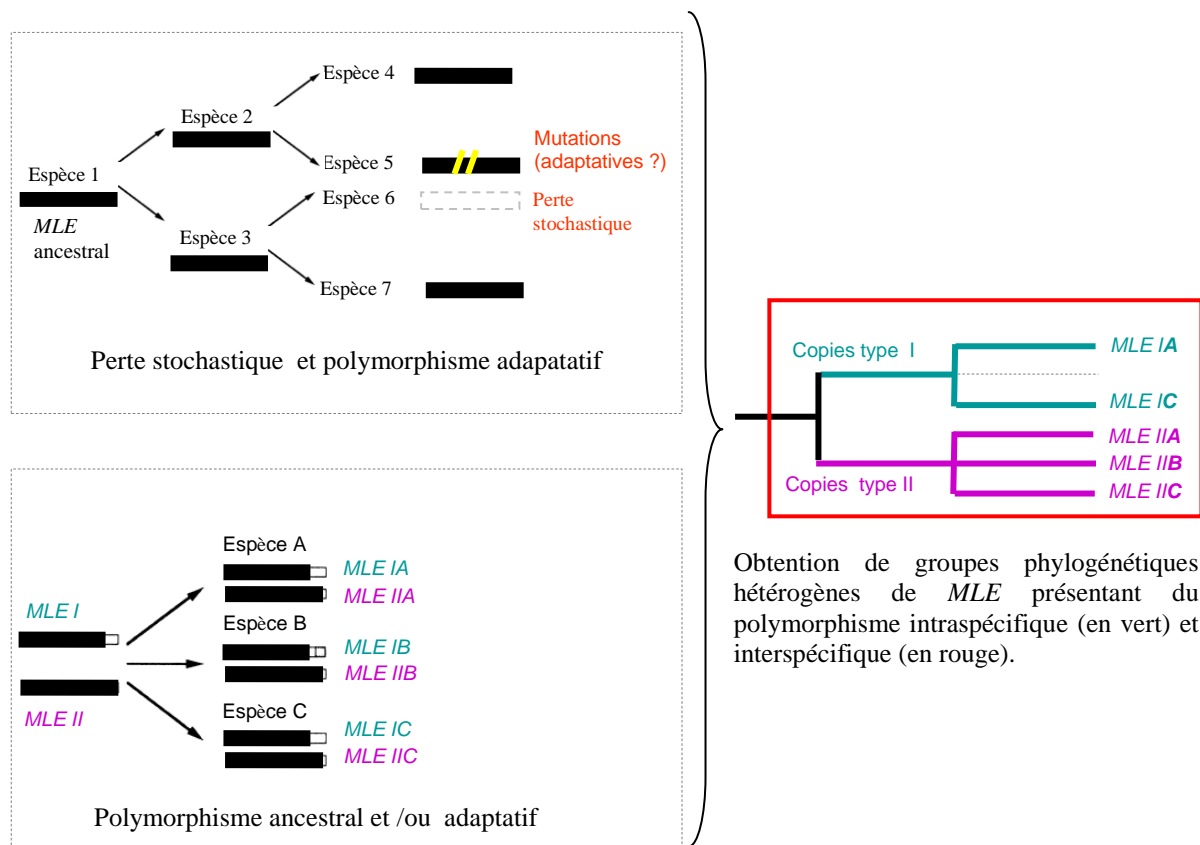 Espèce 4
Espèce 2
Mutations
(adaptatives ?)
Espèce 5
Espèce 1
Espèce 6
Perte
stochastique
MLE
ancestral
Espèce 3
Espèce 7
Perte stochastique et polymorphisme adapatatif
Espèce A
MLE IA
MLE IIA
MLE I
Espèce B
MLE IB
MLE IIB
MLE II
Espèce C
MLE IC
MLE IIC
Polymorphisme ancestral et /ou adaptatif
Copies type I
MLE IA
MLE IC
MLE IIA
MLE IIB
Copies type II
MLE IIC
Obtention de groupes phylogénétiques
hétérogènes de MLE présentant du
polymorphisme intraspécifique (en vert) et
interspécifique (en rouge).